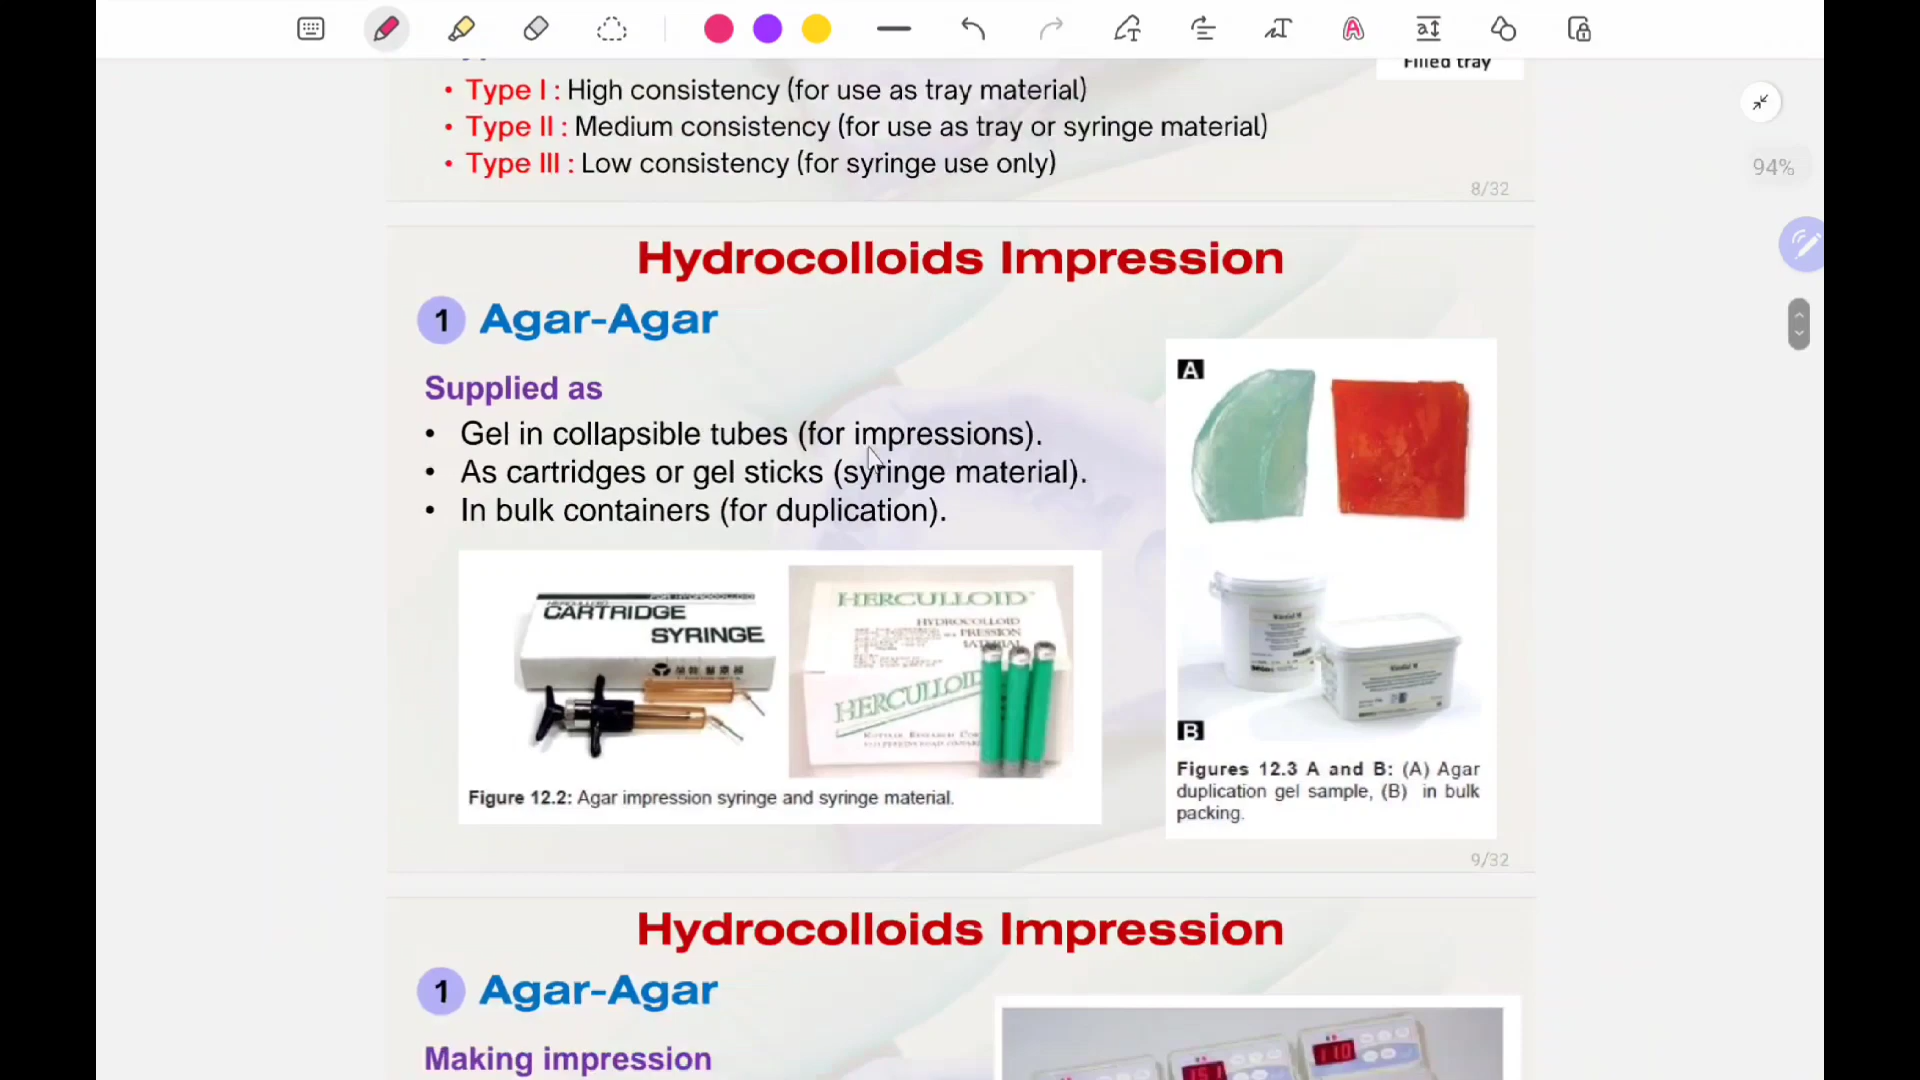 Filled tray
• Type I : High consistency (for use as tray material)
• Type II : Medium consistency (for use as tray or syringe material)
• Type III : Low consistency (for syringe use only)
8/32
94%
Hydrocolloids Impression
1 Agar-Agar
Supplied as
• Gel in collapsible tubes (for impressions).
• As cartridges or gel sticks (syringe material).
• In bulk containers (for duplication).
CARTRIDGE
SYRINGE
HERCULLOID
HYDROCOLLOID
HERCULLOID
Figure 12.2: Agar impression syringe and syringe material.
A
B
Figures 12.3 A and B: (A) Agar
duplication gel sample, (B) in bulk
packing.
9/32
Hydrocolloids Impression
1 Agar-Agar
Making impression